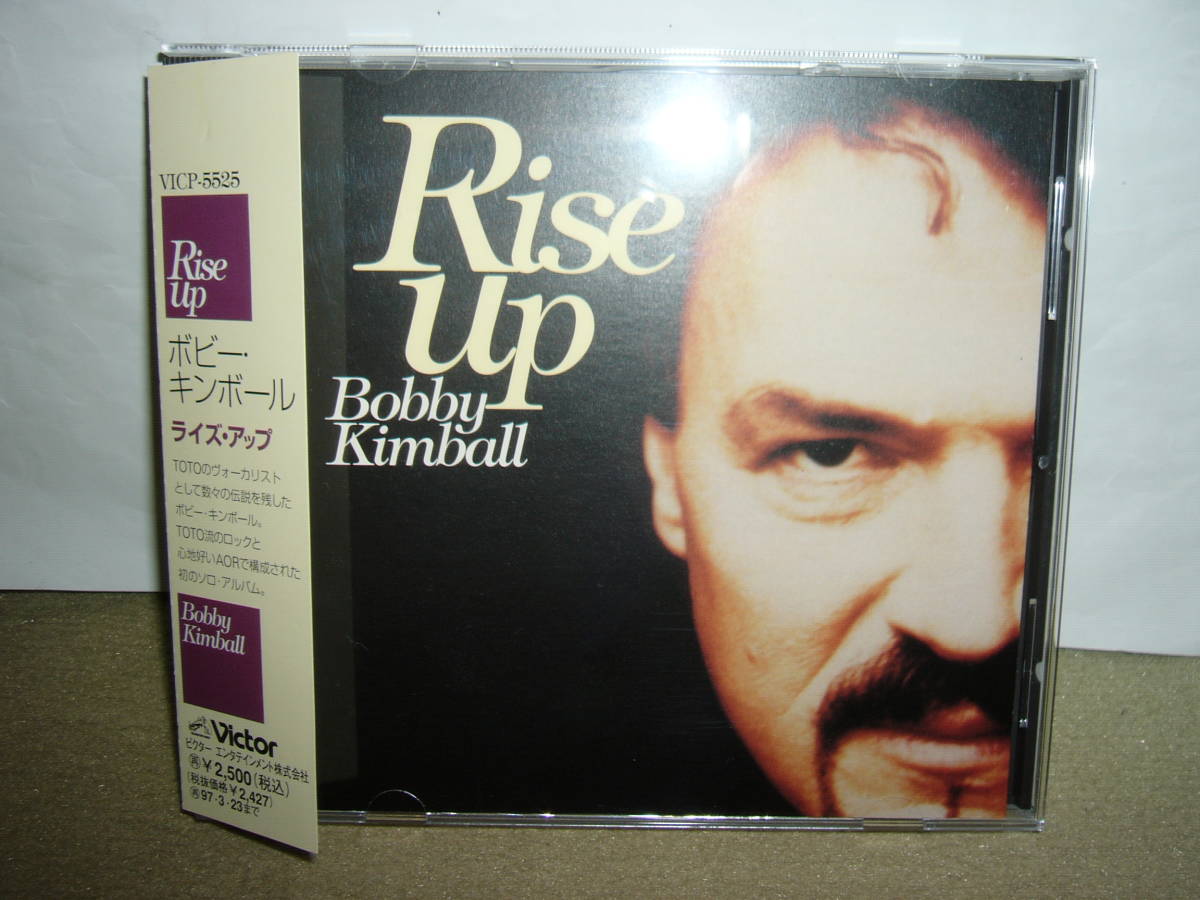 VICP-5525
Rise
up
ボビー・
キンボール
ライズ・アップ
TOTOのヴォーカリスト
として数々の伝説を残した
ボビー・キンボール。
TOTO流のロックと
心地好いAORで構成された
初のソロ・アルバム。
Bobby
Kimball
Victor
ビクター エンタテインメント株式会社
再¥2,500(税込)
(税抜価格¥2,427)
再97・3・23まで
Rise
up
Bobby
Kimball